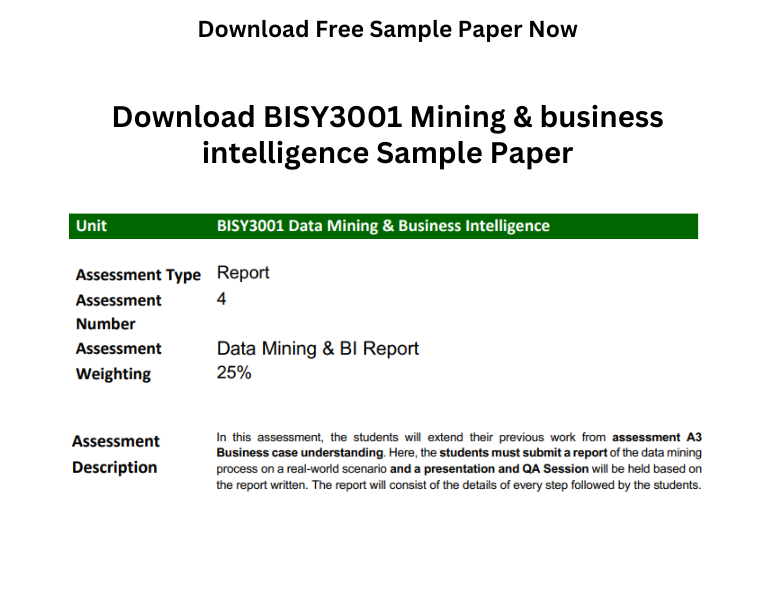 Download Free Sample Paper Now
Download BISY3001 Mining & business
intelligence Sample Paper
Unit BISY3001 Data Mining & Business Intelligence
Assessment Type Report
Assessment 4
Number
Assessment Data Mining & BI Report
Weighting 25%
Assessment In this assessment, the students will extend their previous work from assessment A3
Description Business case understanding. Here, the students must submit a report of the data mining
process on a real-world scenario and a presentation and QA Session will be held based on
the report written. The report will consist of the details of every step followed by the students.